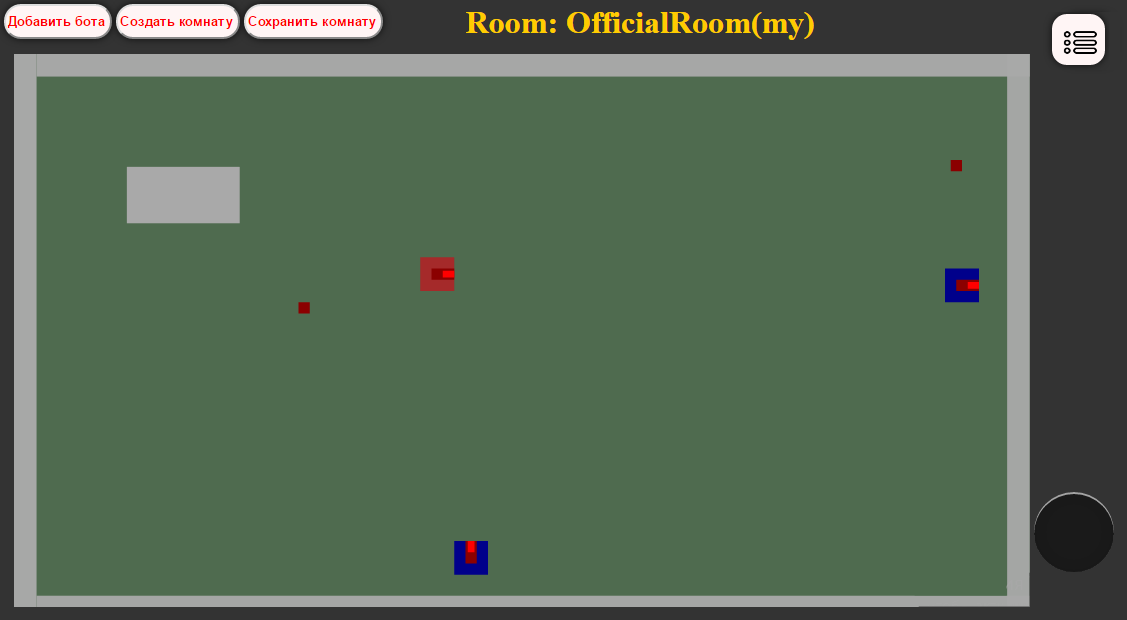 Добавить бота
Создать комнату
Сохранить комнату
Room: OfficialRoom(my)